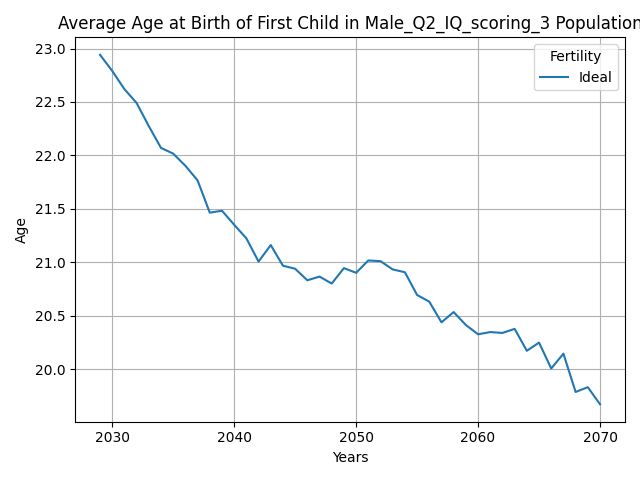 Average Age at Birth of First Child in Male_Q2_IQ_scoring_3 Population
Fertility
Ideal
23.0
22.5
22.0
21.5
21.0
20.5
20.0
Age
2030 2040 2050 2060 2070
Years